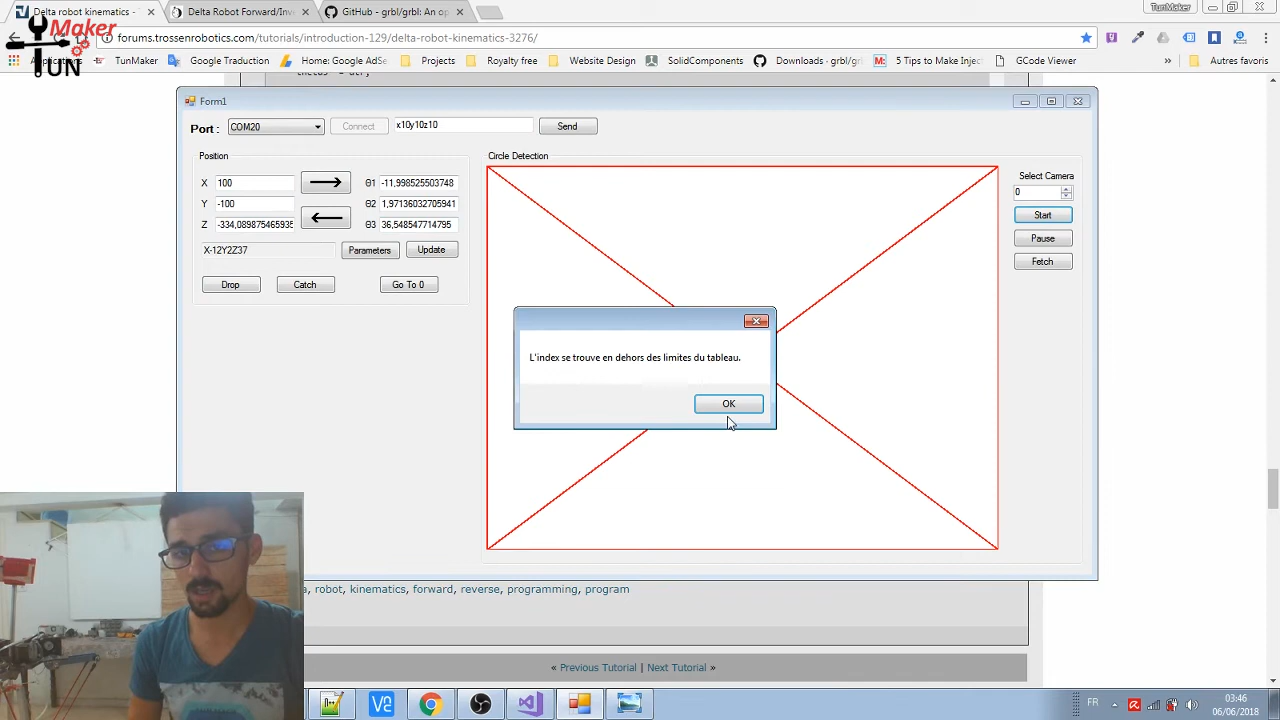 Delta robot kinematics -
Delta Robot Forward/Inv
GitHub - grbl/grbl: An op
TunMaker
Maker
TUN
forums.trossenrobotics.com/tutorials/introduction-129/delta-robot-kinematics-3276/
TunMaker
Google Traduction
Home: Google AdSe
Projects
Royalty free
Website Design
SolidComponents
Downloads · grbl/gr
5 Tips to Make Inject
GCode Viewer
»
Autres favoris
Form1
Port :
COM20
Connect
x10y10z10
Send
Position
X
100
Θ1
-11,998525503748
Y
-100
Θ2
1,97136032705941
Z
-334,089875465935
Θ3
36,548547714795
X-12Y2Z37
Parameters
Update
Drop
Catch
Go To 0
Circle Detection
Select Camera
0
Start
Pause
Fetch
L'index se trouve en dehors des limites du tableau.
OK
, robot, kinematics, forward, reverse, programming, program
« Previous Tutorial | Next Tutorial »
FR
03:46
06/06/2018